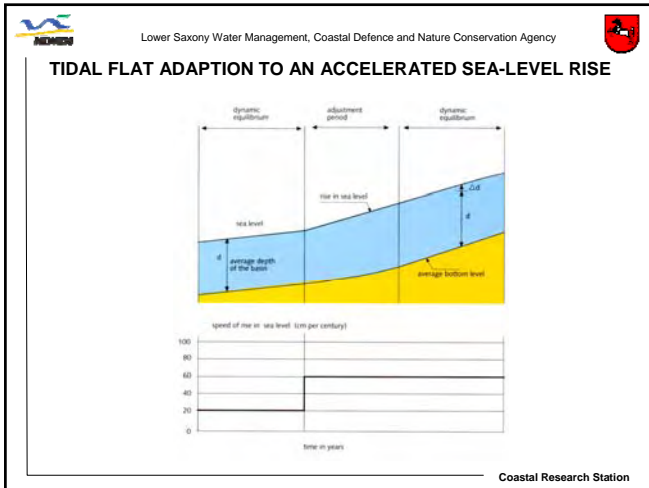 NLWKN
Lower Saxony Water Management, Coastal Defence and Nature Conservation Agency
TIDAL FLAT ADAPTION TO AN ACCELERATED SEA-LEVEL RISE
dynamic equilibrium
adjustment period
dynamic equilibrium
rise in sea level
△d
sea level
d
d
average depth of the basin
average bottom level
speed of rise in sea level (cm per century)
100
80
60
40
20
0
time in years
Coastal Research Station